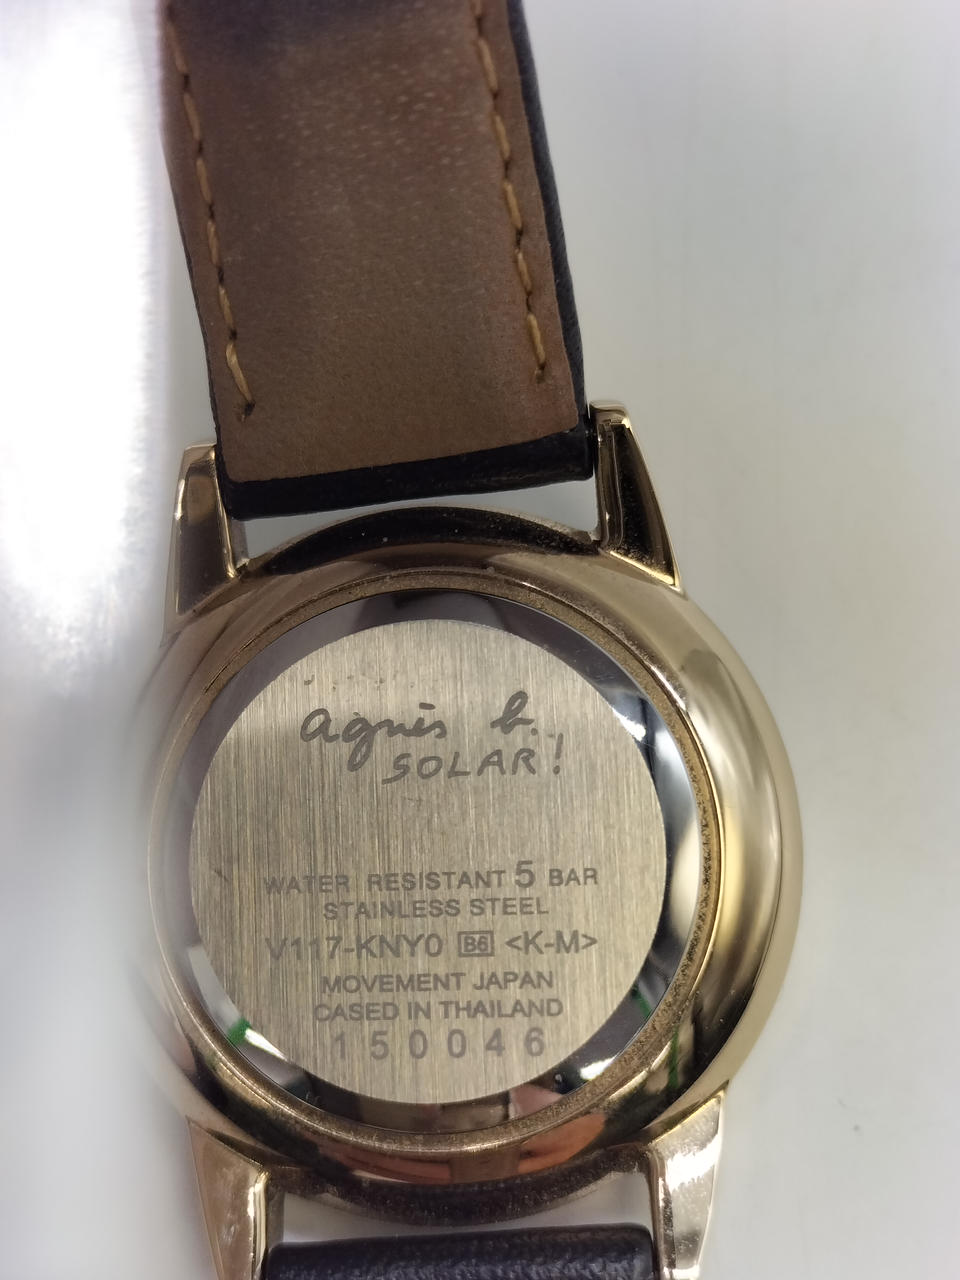 agnès b.
SOLAR!
WATER RESISTANT 5 BAR
STAINLESS STEEL
V117-KNY0 B6 <K-M>
MOVEMENT JAPAN
CASED IN THAILAND
150046